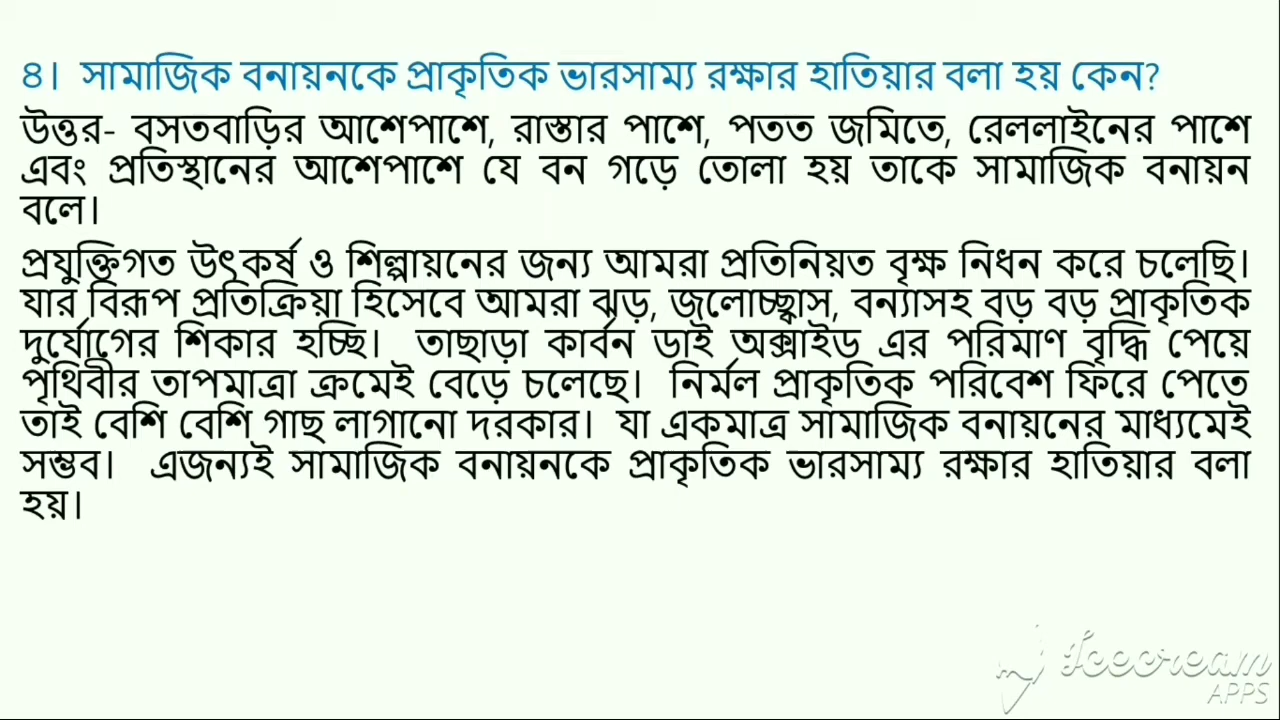 ৪। সামাজিক বনায়নকে প্রাকৃতিক ভারসাম্য রক্ষার হাতিয়ার বলা হয় কেন?
উত্তর- বসতবাড়ির আশেপাশে, রাস্তার পাশে, পতত জমিতে, রেললাইনের পাশে
এবং প্রতিস্থানের আশেপাশে যে বন গড়ে তোলা হয় তাকে সামাজিক বনায়ন
বলে।
প্রযুক্তিগত উৎকর্ষ ও শিল্পায়নের জন্য আমরা প্রতিনিয়ত বৃক্ষ নিধন করে চলেছি।
যার বিরূপ প্রতিক্রিয়া হিসেবে আমরা ঝড়, জলোচ্ছ্বাস, বন্যাসহ বড় বড় প্রাকৃতিক
দুর্যোগের শিকার হচ্ছি। তাছাড়া কার্বন ডাই অক্সাইড এর পরিমাণ বৃদ্ধি পেয়ে
পৃথিবীর তাপমাত্রা ক্রমেই বেড়ে চলেছে। নির্মল প্রাকৃতিক পরিবেশ ফিরে পেতে
তাই বেশি বেশি গাছ লাগানো দরকার। যা একমাত্র সামাজিক বনায়নের মাধ্যমেই
সম্ভব। এজন্যই সামাজিক বনায়নকে প্রাকৃতিক ভারসাম্য রক্ষার হাতিয়ার বলা
হয়।
Icecream
APPS